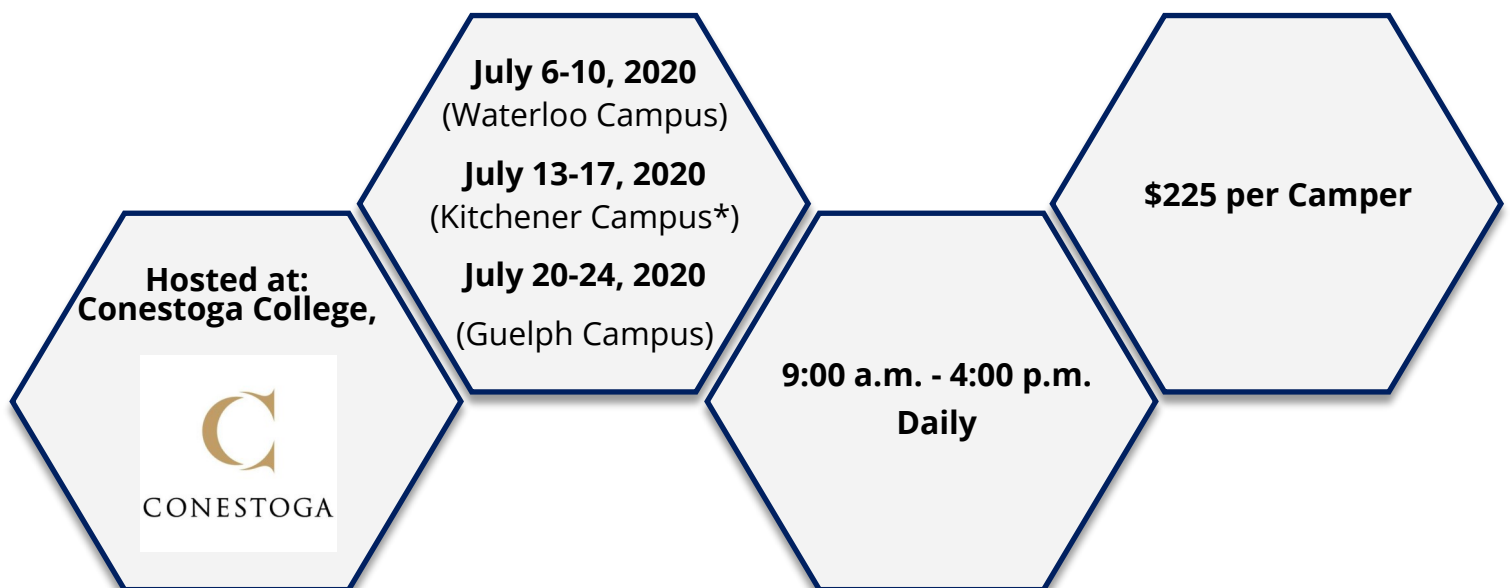 Hosted at:
Conestoga College,
C
CONESTOGA
July 6-10, 2020
(Waterloo Campus)
July 13-17, 2020
(Kitchener Campus*)
July 20-24, 2020
(Guelph Campus)
9:00 a.m. - 4:00 p.m.
Daily
$225 per Camper